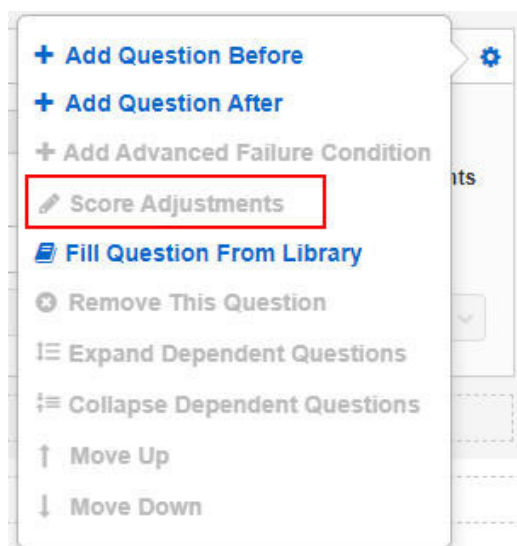 Add Question Before
Add Question After
Add Advanced Failure Condition
nts
Score Adjustments
Fill Question From Library
Remove This Question
Expand Dependent Questions
Collapse Dependent Questions
Move Up
Move Down